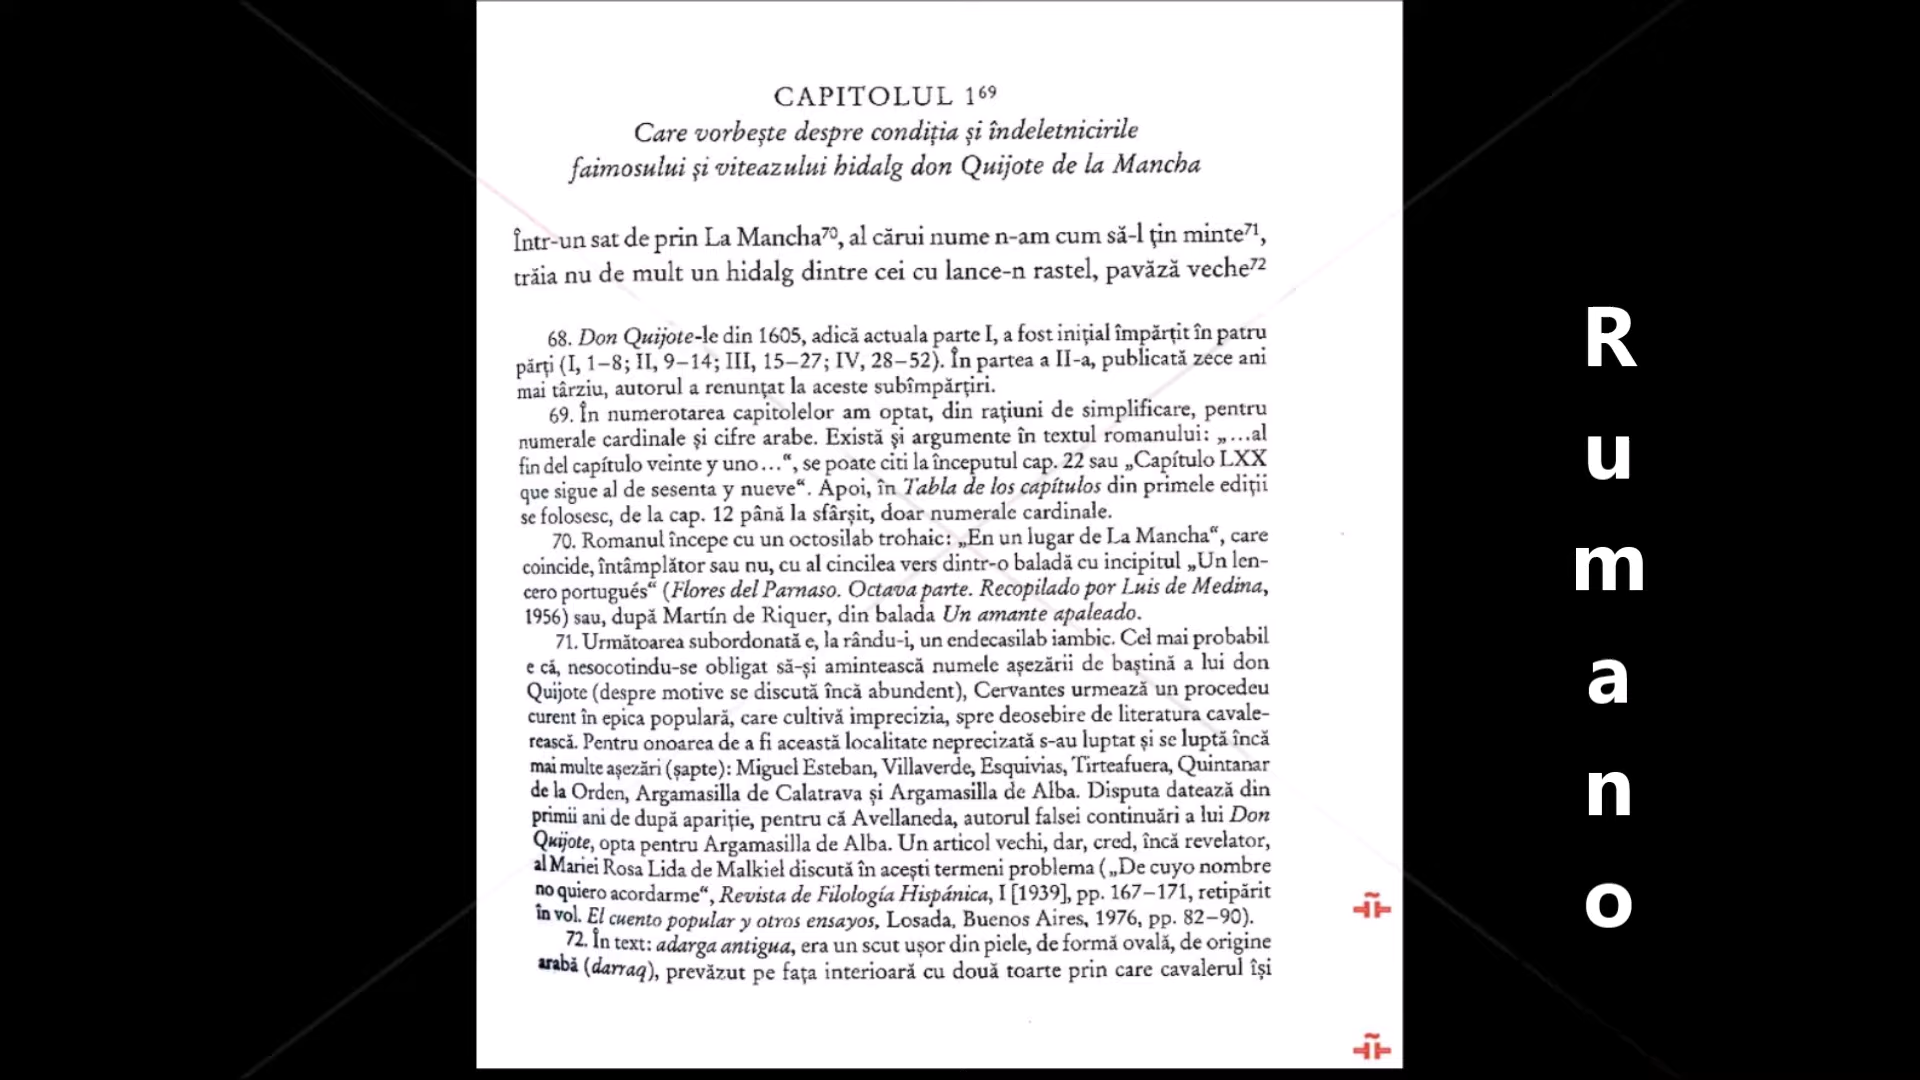 CAPITOLUL 1⁶⁹
Care vorbește despre condiția și îndeletnicirile
faimosului și viteazului hidalg don Quijote de la Mancha
Într-un sat de prin La Mancha⁷⁰, al cărui nume n-am cum să-l țin minte⁷¹,
trăia nu de mult un hidalg dintre cei cu lance-n rastel, pavăză veche⁷²
68. Don Quijote-le din 1605, adică actuala parte I, a fost inițial împărțit în patru
părți (I, 1–8; II, 9–14; III, 15–27; IV, 28–52). În partea a II-a, publicată zece ani
mai târziu, autorul a renunțat la aceste subîmpărțiri.
69. În numerotarea capitolelor am optat, din rațiuni de simplificare, pentru
numerale cardinale și cifre arabe. Există și argumente în textul romanului: „…al
fin del capítulo veinte y uno…“, se poate citi la începutul cap. 22 sau „Capítulo LXX
que sigue al de sesenta y nueve“. Apoi, în Tabla de los capítulos din primele ediții
se folosesc, de la cap. 12 până la sfârșit, doar numerale cardinale.
70. Romanul începe cu un octosilab trohaic: „En un lugar de La Mancha“, care
coincide, întâmplător sau nu, cu al cincilea vers dintr-o baladă cu incipitul „Un len-
cero portugués“ (Flores del Parnaso. Octava parte. Recopilado por Luis de Medina,
1956) sau, după Martín de Riquer, din balada Un amante apaleado.
71. Următoarea subordonată e, la rându-i, un endecasilab iambic. Cel mai probabil
e că, nesocotindu-se obligat să-și amintească numele așezării de baștină a lui don
Quijote (despre motive se discută încă abundent), Cervantes urmează un procedeu
curent în epica populară, care cultivă imprecizia, spre deosebire de literatura cavale-
rească. Pentru onoarea de a fi această localitate neprecizată s-au luptat și se luptă încă
mai multe așezări (șapte): Miguel Esteban, Villaverde, Esquivias, Tirteafuera, Quintanar
de la Orden, Argamasilla de Calatrava și Argamasilla de Alba. Disputa datează din
primii ani de după apariție, pentru că Avellaneda, autorul falsei continuări a lui Don
Quijote, opta pentru Argamasilla de Alba. Un articol vechi, dar, cred, încă revelator,
al Mariei Rosa Lida de Malkiel discută în acești termeni problema („De cuyo nombre
no quiero acordarme“, Revista de Filología Hispánica, I [1939], pp. 167–171, retipărit
în vol. El cuento popular y otros ensayos, Losada, Buenos Aires, 1976, pp. 82–90).
72. În text: adarga antigua, era un scut ușor din piele, de formă ovală, de origine
arabă (darraq), prevăzut pe fața interioară cu două toarte prin care cavalerul își
R
u
m
a
n
o